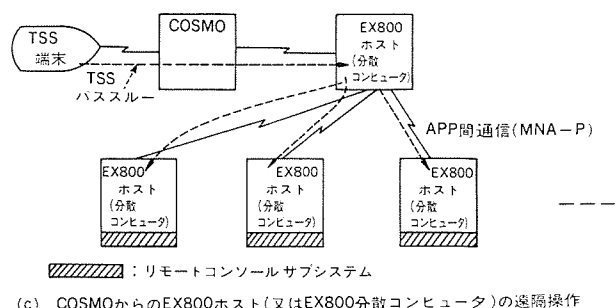 TSS
端末
COSMO
EX800
ホスト
(分散
コンピュータ)
TSS
パススルー
APP間通信(MNA-P)
EX800
ホスト
(分散
コンピュータ)
EX800
ホスト
(分散
コンピュータ)
EX800
ホスト
(分散
コンピュータ)
:リモートコンソールサブシステム
(c) COSMOからのEX800ホスト(又はEX800分散コンピュータ)の遠隔操作